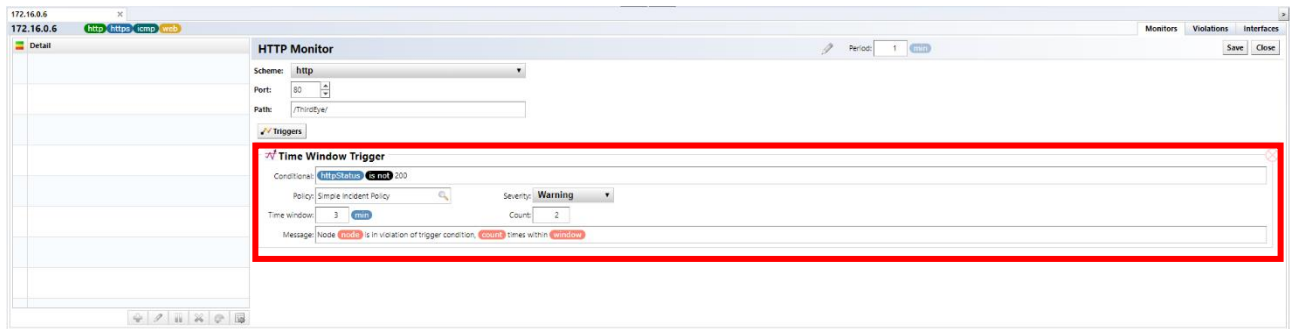 172.16.0.6 × »
172.16.0.6 http https icmp web Monitors Violations Interfaces
Detail
HTTP Monitor Period: 1 min Save Close
Scheme: http
Port: 80
Path: /ThirdEye/
Triggers
Time Window Trigger
Conditional: httpStatus is not 200
Policy: Simple Incident Policy Severity: Warning
Time window: 3 min Count: 2
Message: Node node is in violation of trigger condition, count times within window